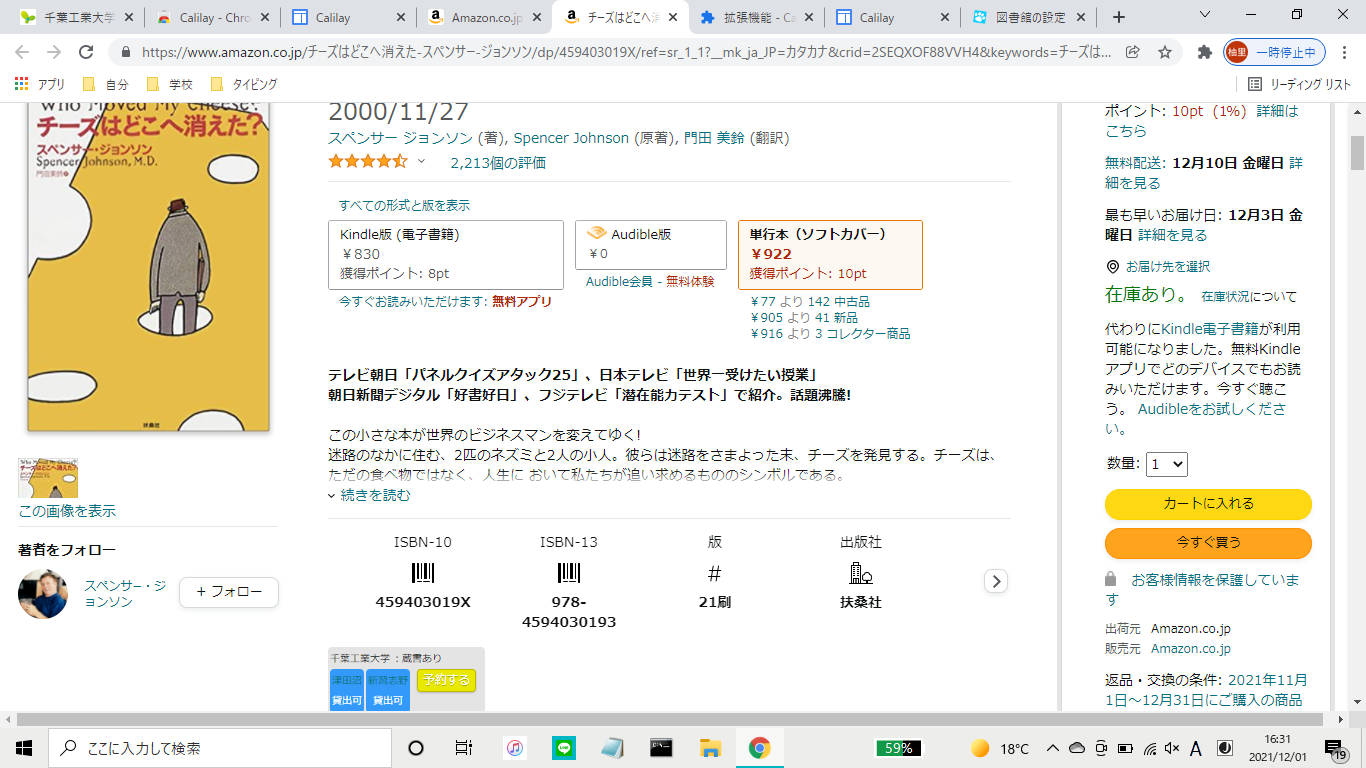 千葉工業大学
Calilay - Chro
Calilay
Amazon.co.jp
チーズはどこへ消
拡張機能 - Ca
Calilay
図書館の設定
https://www.amazon.co.jp/チーズはどこへ消えた-スペンサー-ジョンソン/dp/459403019X/ref=sr_1_1?__mk_ja_JP=カタカナ&crid=2SEQXOF88VVH4&keywords=チーズは...
柚里
一時停止中
アプリ
自分
学校
タイピング
リーディング リスト
Who Moved My Cheese?
チーズはどこへ消えた?
スペンサー・ジョンソン
Spencer Johnson, M.D.
扶桑社
この画像を表示
著者をフォロー
スペンサー・ジ
ョンソン
+ フォロー
2000/11/27
スペンサー ジョンソン (著), Spencer Johnson (原著), 門田 美鈴 (翻訳)
2,213個の評価
すべての形式と版を表示
Kindle版 (電子書籍)
￥830
獲得ポイント: 8pt
今すぐお読みいただけます: 無料アプリ
Audible版
￥0
Audible会員 - 無料体験
単行本（ソフトカバー）
￥922
獲得ポイント: 10pt
￥77 より 142 中古品
￥905 より 41 新品
￥916 より 3 コレクター商品
テレビ朝日「パネルクイズアタック25」、日本テレビ「世界一受けたい授業」
朝日新聞デジタル「好書好日」、フジテレビ「潜在能力テスト」で紹介。話題沸騰!
この小さな本が世界のビジネスマンを変えてゆく!
迷路のなかに住む、2匹のネズミと2人の小人。彼らは迷路をさまよった末、チーズを発見する。チーズは、
ただの食べ物ではなく、人生に おいて私たちが追い求めるもののシンボルである。
続きを読む
ISBN-10
459403019X
ISBN-13
978-
4594030193
版
#
21刷
出版社
扶桑社
千葉工業大学 : 蔵書あり
津田沼
貸出可
新習志野
貸出可
予約する
ポイント: 10pt (1%) 詳細は
こちら
無料配送: 12月10日 金曜日 詳
細を見る
最も早いお届け日: 12月3日 金
曜日 詳細を見る
お届け先を選択
在庫あり。 在庫状況について
代わりにKindle電子書籍が利用
可能になりました。無料Kindle
アプリでどのデバイスでもお読
みいただけます。今すぐ聴こ
う。 Audibleをお試しくださ
い。
数量: 1
カートに入れる
今すぐ買う
お客様情報を保護していま
す
出荷元 Amazon.co.jp
販売元 Amazon.co.jp
返品・交換の条件: 2021年11月
1日～12月31日にご購入の商品
ここに入力して検索
59%
18°C
A
16:31
2021/12/01
19